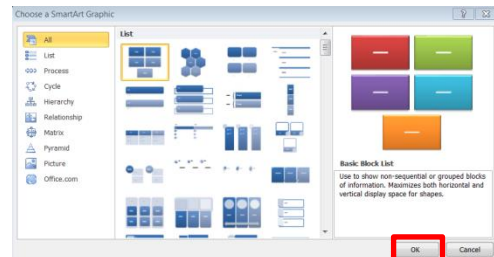 Choose a SmartArt Graphic
All
List
Process
Cycle
Hierarchy
Relationship
Matrix
Pyramid
Picture
Office.com
List
Basic Block List
Use to show non-sequential or grouped blocks
of information. Maximizes both horizontal and
vertical display space for shapes.
OK
Cancel